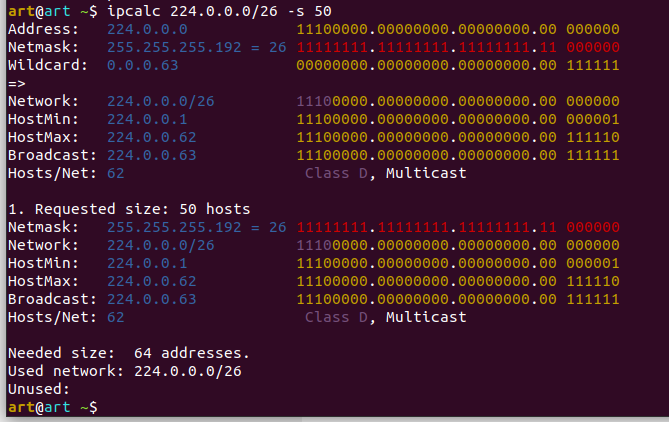 art@art ~$ ipcalc 224.0.0.0/26 -s 50
Address:   224.0.0.0            11100000.00000000.00000000.00 000000
Netmask:   255.255.255.192 = 26 11111111.11111111.11111111.11 000000
Wildcard:  0.0.0.63             00000000.00000000.00000000.00 111111
=>
Network:   224.0.0.0/26         11100000.00000000.00000000.00 000000
HostMin:   224.0.0.1            11100000.00000000.00000000.00 000001
HostMax:   224.0.0.62           11100000.00000000.00000000.00 111110
Broadcast: 224.0.0.63           11100000.00000000.00000000.00 111111
Hosts/Net: 62                    Class D, Multicast

1. Requested size: 50 hosts
Netmask:   255.255.255.192 = 26 11111111.11111111.11111111.11 000000
Network:   224.0.0.0/26         11100000.00000000.00000000.00 000000
HostMin:   224.0.0.1            11100000.00000000.00000000.00 000001
HostMax:   224.0.0.62           11100000.00000000.00000000.00 111110
Broadcast: 224.0.0.63           11100000.00000000.00000000.00 111111
Hosts/Net: 62                    Class D, Multicast

Needed size:  64 addresses.
Used network: 224.0.0.0/26
Unused:
art@art ~$